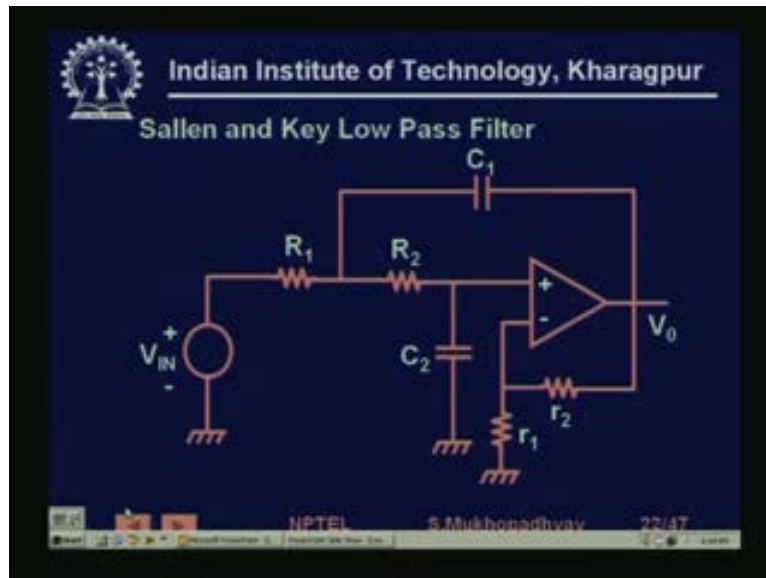 Indian Institute of Technology, Kharagpur
Sallen and Key Low Pass Filter
C1
R1
R2
+
+
-
VIN
-
C2
V0
r2
r1
NPTEL S.Mukhopadhyay 22/47